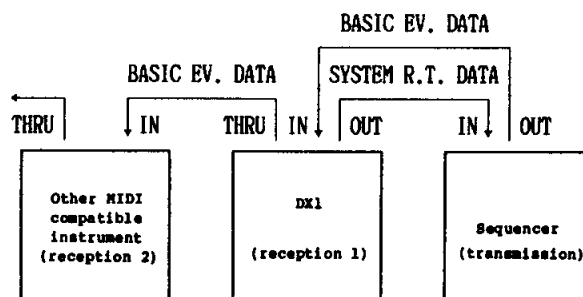 BASIC EV. DATA
BASIC EV. DATA SYSTEM R.T. DATA
THRU IN THRU IN OUT IN OUT
Other MIDI
compatible
instrument
(reception 2)
DX1
(reception 1)
Sequencer
(transmission)